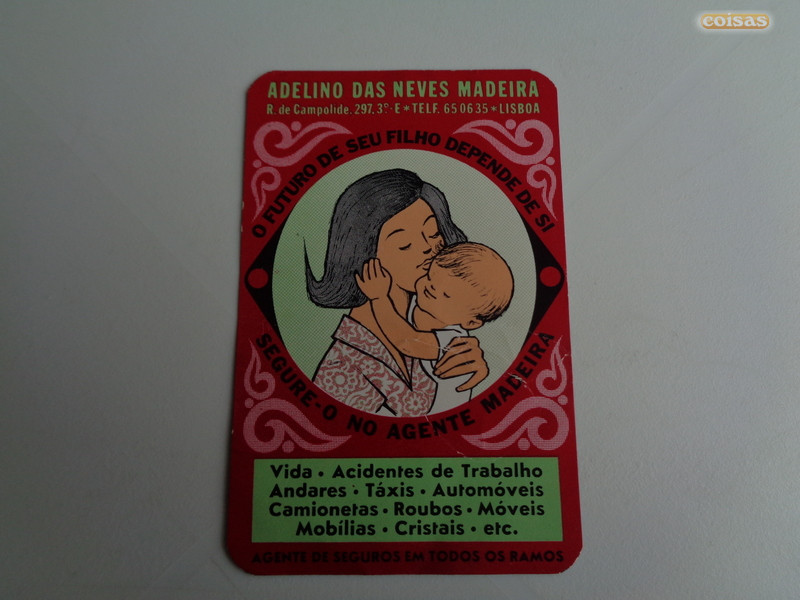 coisas
ADELINO DAS NEVES MADEIRA
R. de Campolide, 297, 3º-E * TELF. 65 06 35 * LISBOA
O FUTURO DE SEU FILHO DEPENDE DE SI
SEGURE-O NO AGENTE MADEIRA
Vida • Acidentes de Trabalho
Andares • Táxis • Automóveis
Camionetas • Roubos • Móveis
Mobílias • Cristais • etc.
AGENTE DE SEGUROS EM TODOS OS RAMOS